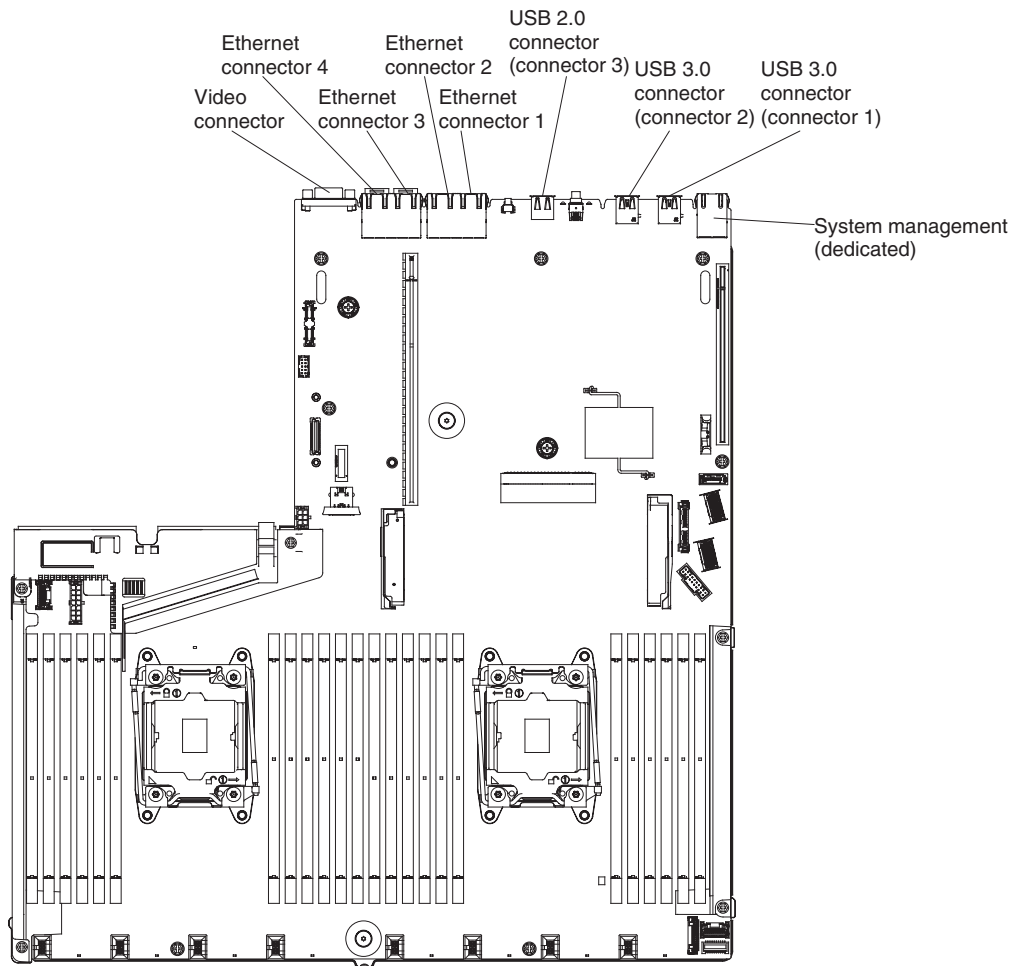 USB 2.0
connector
(connector 3)
Ethernet
connector 4
Ethernet
connector 2
USB 3.0
connector
(connector 2)
USB 3.0
connector
(connector 1)
Video
connector
Ethernet
connector 3
Ethernet
connector 1
System management
(dedicated)